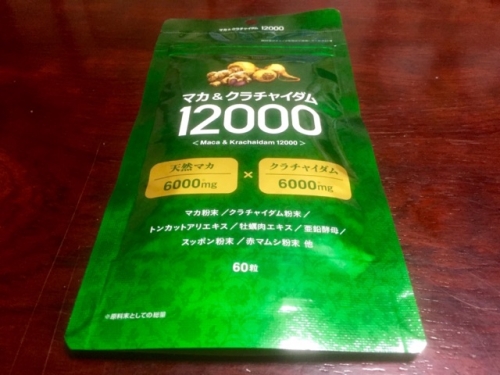 マカ&クラチャイダム 12000
マカ&クラチャイダム
12000
< Maca & Krachaidam 12000 >
天然マカ
6000mg
×
クラチャイダム
6000mg
マカ粉末／クラチャイダム粉末／
トンカットアリエキス／牡蠣肉エキス／亜鉛酵母／
スッポン粉末／赤マムシ粉末 他
60粒
※原料末としての総量